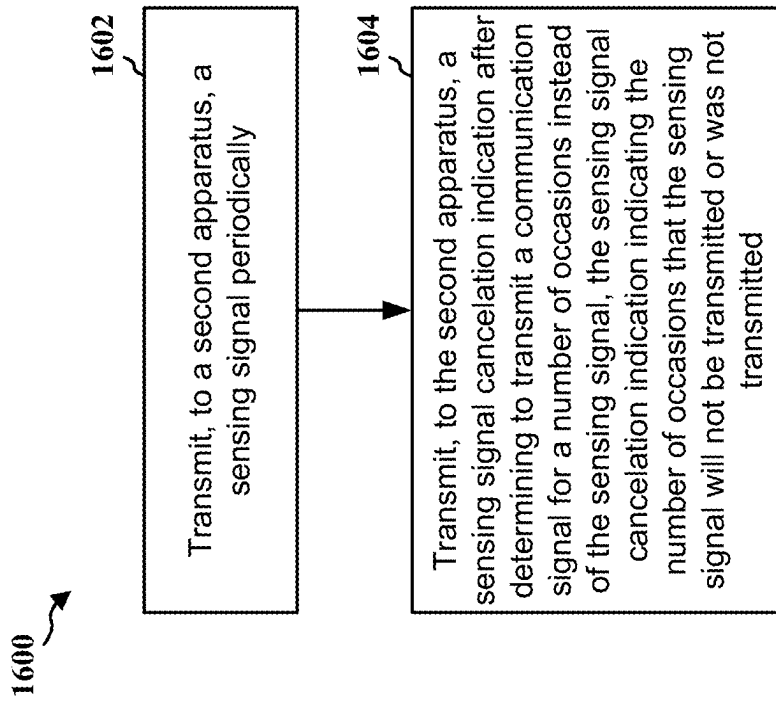 1600
1602
Transmit, to a second apparatus, a
sensing signal periodically
1604
Transmit, to the second apparatus, a
sensing signal cancelation indication after
determining to transmit a communication
signal for a number of occasions instead
of the sensing signal, the sensing signal
cancelation indication indicating the
number of occasions that the sensing
signal will not be transmitted or was not
transmitted